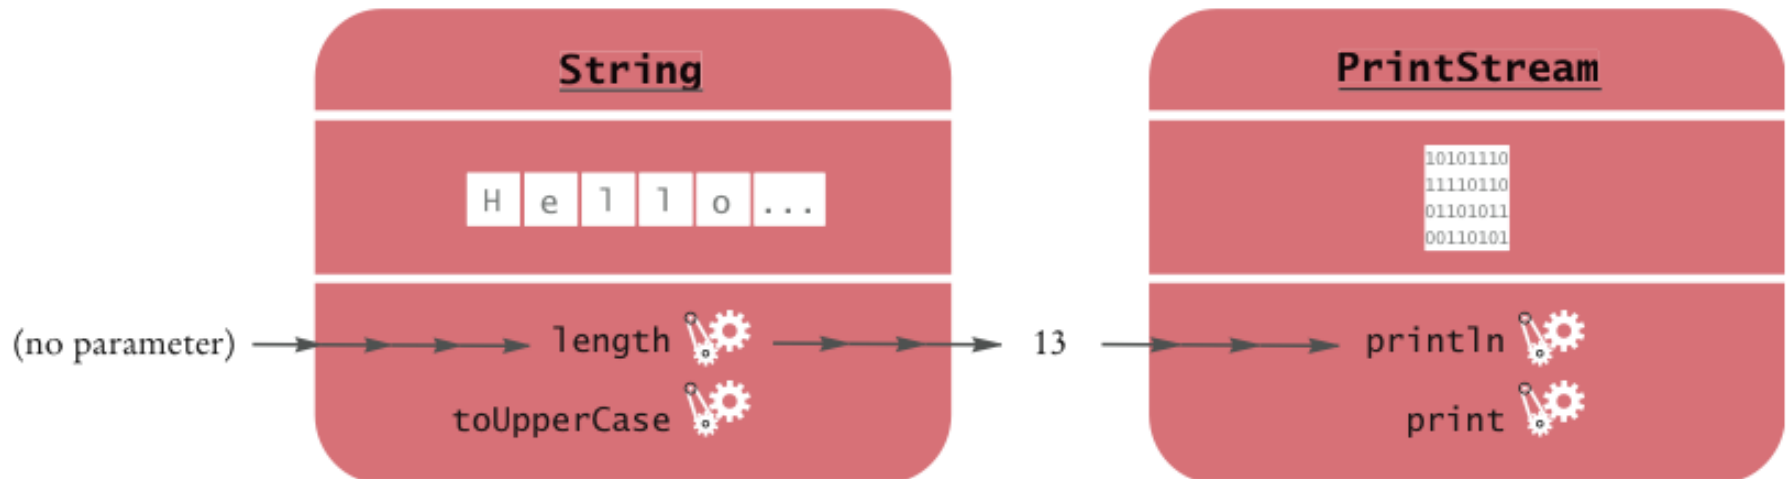 String
PrintStream
H e l l o ...
10101110
11110110
01101011
00110101
(no parameter)
length
13
println
toUpperCase
print